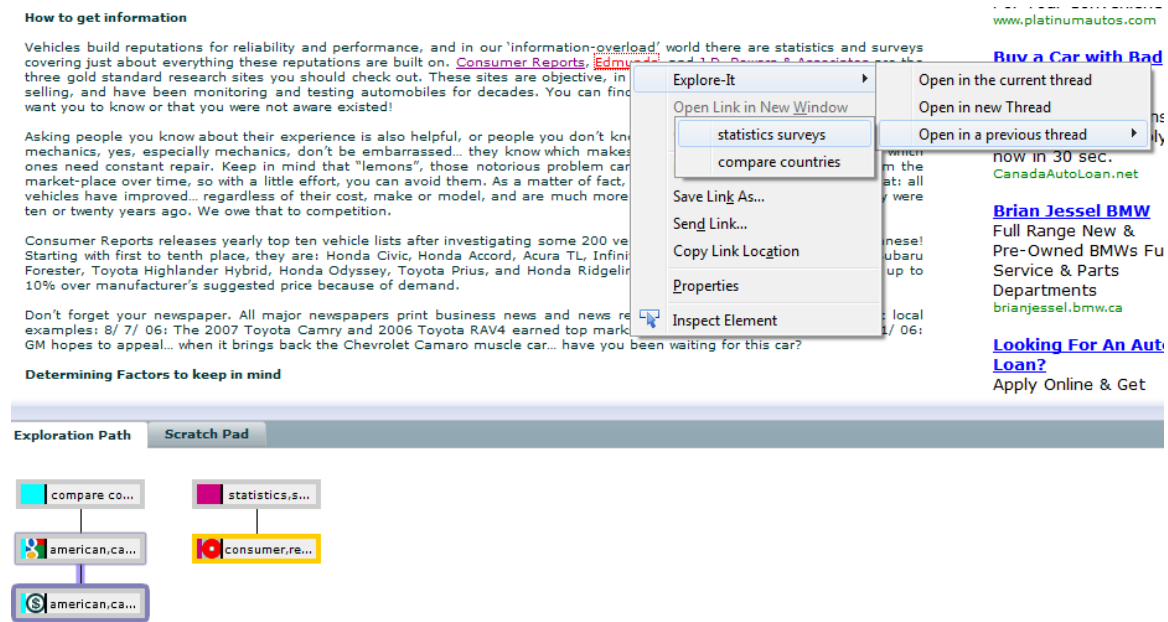 How to get information
Vehicles build reputations for reliability and performance, and in our ‘information-overload’ world there are statistics and surveys
covering just about everything these reputations are built on. Consumer Reports, Edmunds, and J.D. Powers & Associates are the
three gold standard research sites you should check out. These sites are objective, in
selling, and have been monitoring and testing automobiles for decades. You can find
want you to know or that you were not aware existed!
Asking people you know about their experience is also helpful, or people you don’t kn
mechanics, yes, especially mechanics, don’t be embarrassed… they know which makes which
ones need constant repair. Keep in mind that “lemons”, those notorious problem car m the
market-place over time, so with a little effort, you can avoid them. As a matter of fact, at: all
vehicles have improved… regardless of their cost, make or model, and are much more y were
ten or twenty years ago. We owe that to competition.
Consumer Reports releases yearly top ten vehicle lists after investigating some 200 ve nese!
Starting with first to tenth place, they are: Honda Civic, Honda Accord, Acura TL, Infini ubaru
Forester, Toyota Highlander Hybrid, Honda Odyssey, Toyota Prius, and Honda Ridgelin up to
10% over manufacturer’s suggested price because of demand.
Don’t forget your newspaper. All major newspapers print business news and news re : local
examples: 8/ 7/ 06: The 2007 Toyota Camry and 2006 Toyota RAV4 earned top mark 1/ 06:
GM hopes to appeal… when it brings back the Chevrolet Camaro muscle car… have you been waiting for this car?
Determining Factors to keep in mind
Explore-It
Open Link in New Window
Save Link As...
Send Link...
Copy Link Location
Properties
Inspect Element
Open in the current thread
Open in new Thread
Open in a previous thread
statistics surveys
compare countries
www.platinumautos.com
Buy a Car with Bad
now in 30 sec.
CanadaAutoLoan.net
Brian Jessel BMW
Full Range New &
Pre-Owned BMWs Fu
Service & Parts
Departments
brianjessel.bmw.ca
Looking For An Aut
Loan?
Apply Online & Get
Exploration Path
Scratch Pad
compare co...
statistics,s...
american,ca...
consumer,re...
american,ca...